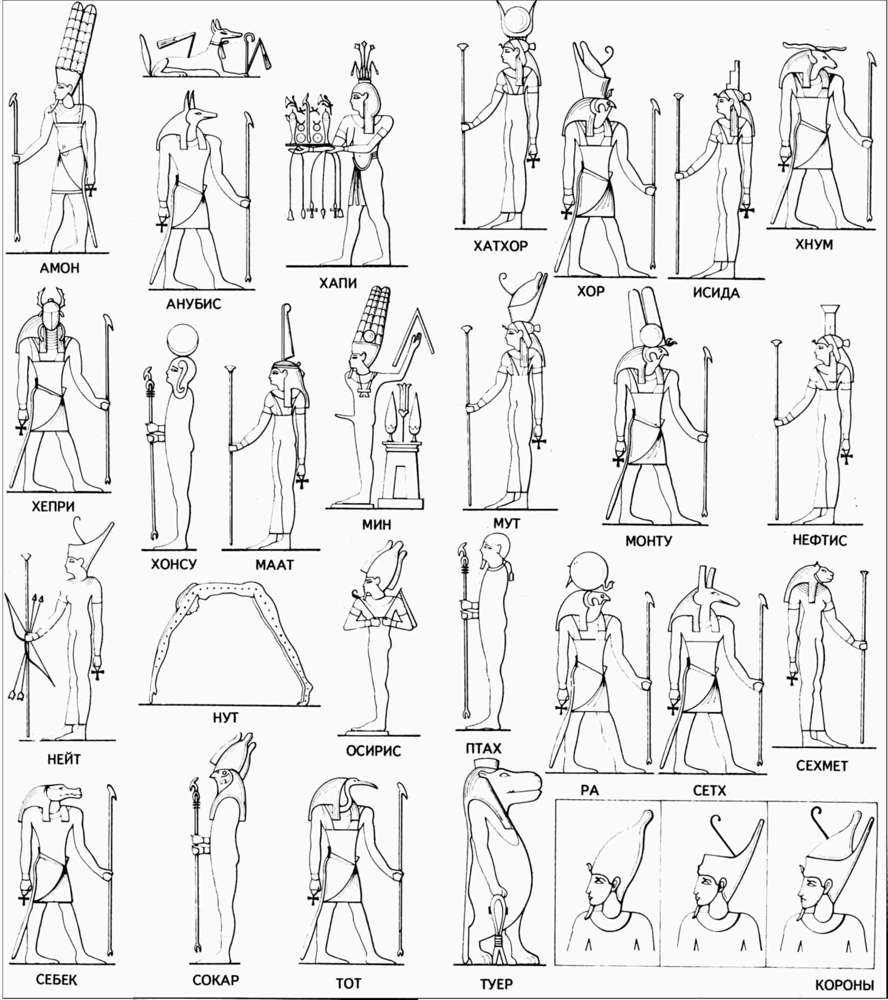 АМОН
АНУБИС
ХАПИ
ХАТХОР
ХОР
ИСИДА
ХНУМ
ХЕПРИ
ХОНСУ
МААТ
МИН
МУТ
МОНТУ
НЕФТИС
НЕЙТ
НУТ
ОСИРИС
ПТАХ
РА
СЕТХ
СЕХМЕТ
СЕБЕК
СОКАР
ТОТ
ТУЕР
КОРОНЫ